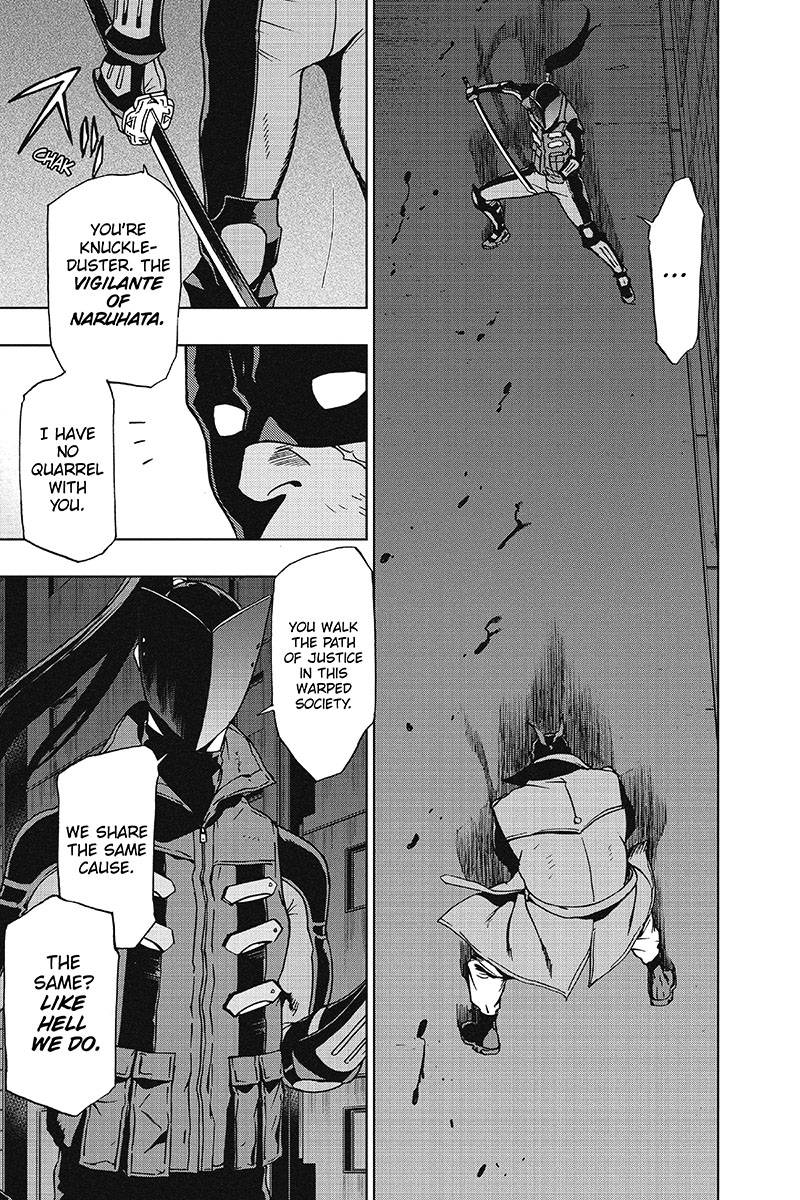 ...
CHAK
YOU'RE
KNUCKLE-
DUSTER. THE
VIGILANTE
OF
NARUHATA.
I HAVE
NO
QUARREL
WITH
YOU.
YOU WALK
THE PATH
OF JUSTICE
IN THIS
WARPED
SOCIETY.
WE SHARE
THE SAME
CAUSE.
THE
SAME?
LIKE
HELL
WE DO.